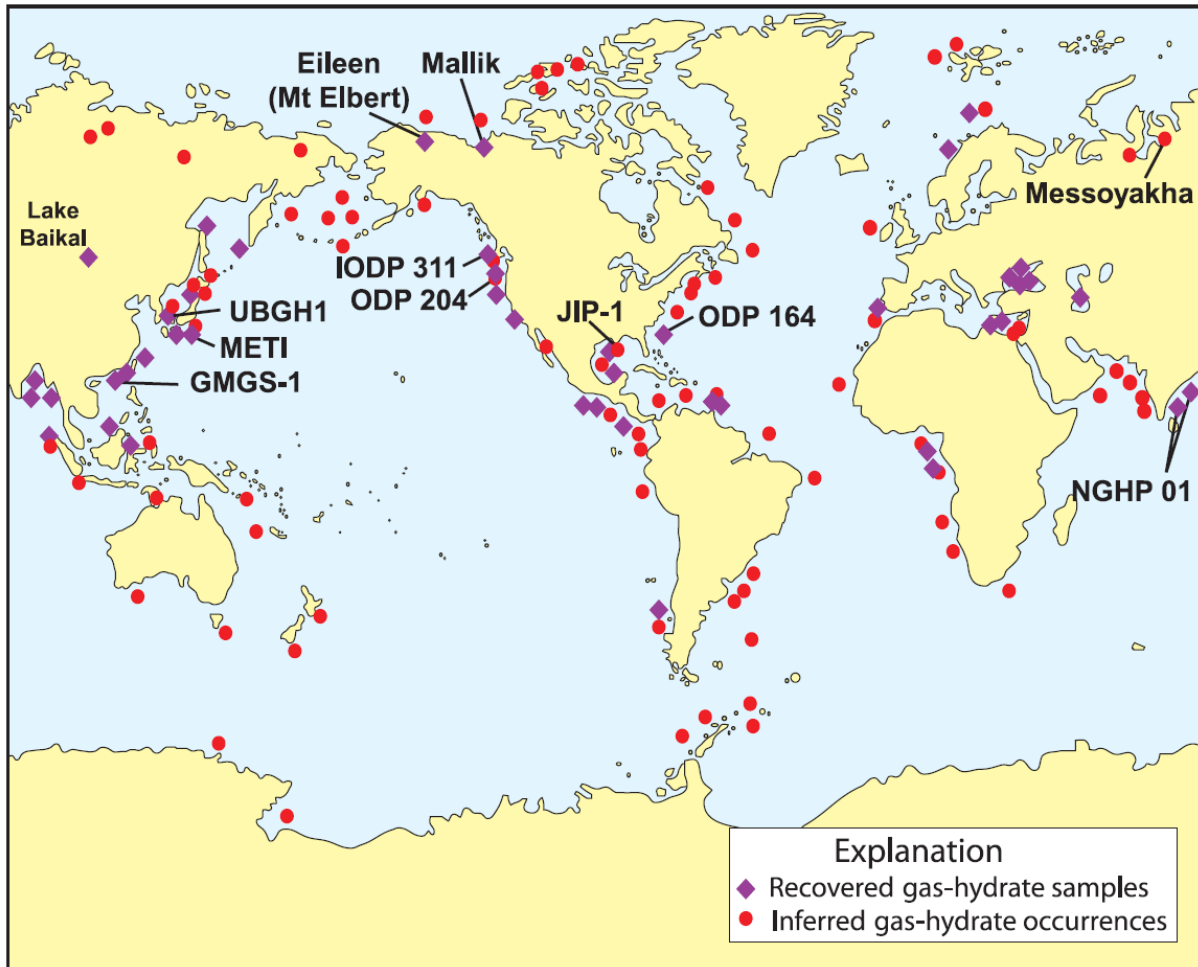 Eileen
(Mt Elbert)
Mallik
Messoyakha
Lake
Baikal
IODP 311
ODP 204
UBGH1
JIP-1
ODP 164
METI
GMGS-1
NGHP 01
Explanation
Recovered gas-hydrate samples
Inferred gas-hydrate occurrences